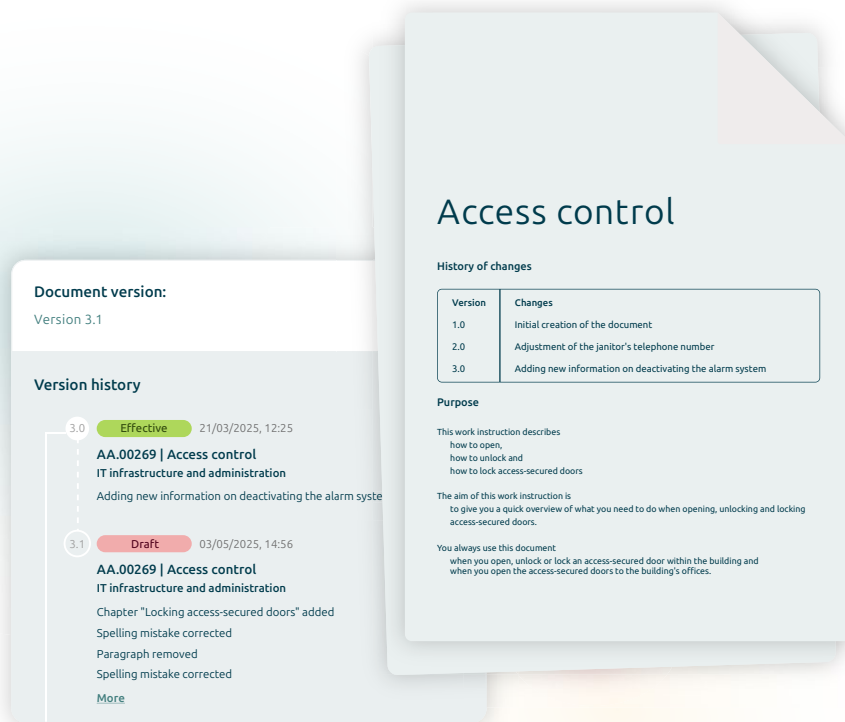 Access control
History of changes
Version Changes
1.0 Initial creation of the document
2.0 Adjustment of the janitor's telephone number
3.0 Adding new information on deactivating the alarm system
Purpose
This work instruction describes
how to open,
how to unlock and
how to lock access-secured doors
The aim of this work instruction is
to give you a quick overview of what you need to do when opening, unlocking and locking
access-secured doors.
You always use this document
when you open, unlock or lock an access-secured door within the building and
when you open the access-secured doors to the building's offices.
Document version:
Version 3.1
Version history
3.0 Effective 21/03/2025, 12:25
AA.00269 | Access control
IT infrastructure and administration
Adding new information on deactivating the alarm syste
3.1 Draft 03/05/2025, 14:56
AA.00269 | Access control
IT infrastructure and administration
Chapter "Locking access-secured doors" added
Spelling mistake corrected
Paragraph removed
Spelling mistake corrected
More